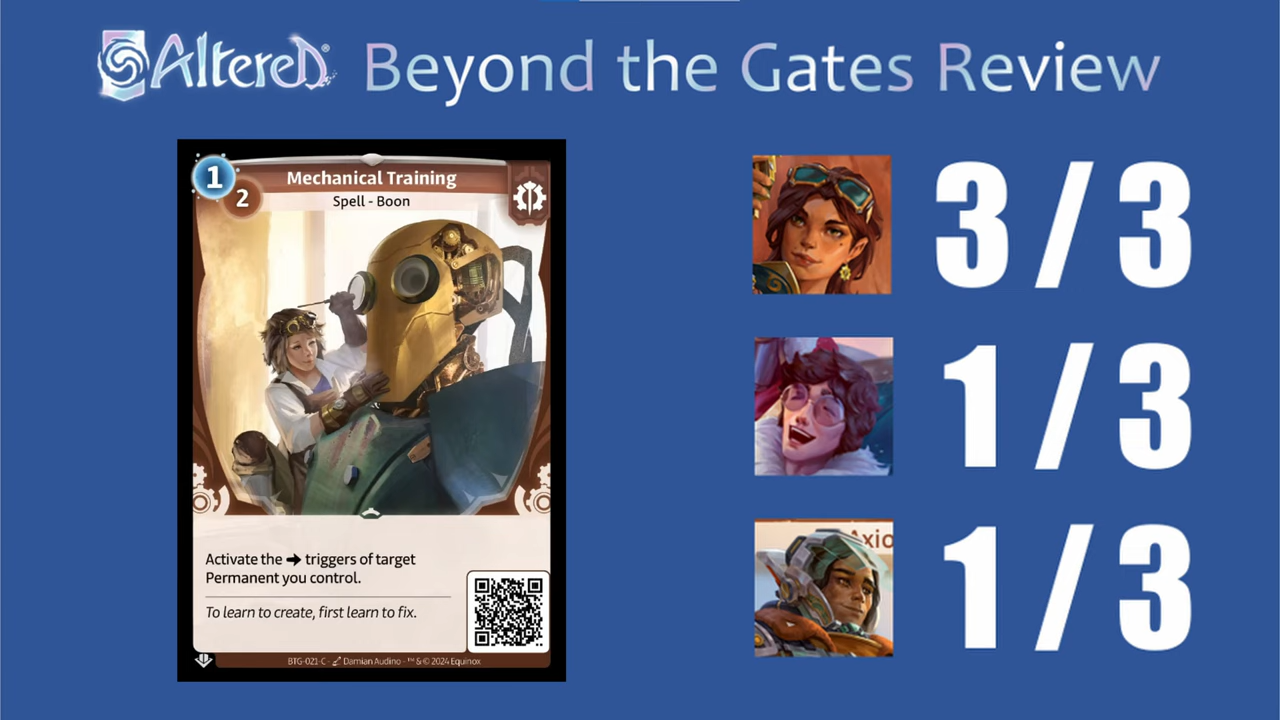 Altered® Beyond the Gates Review
1
2
Mechanical Training
Spell - Boon
3 / 3
1 / 3
Axio
1 / 3
Activate the ➔ triggers of target
Permanent you control.
To learn to create, first learn to fix.
BTG-021-C - Damian Audino - ™ & © 2024 Equinox